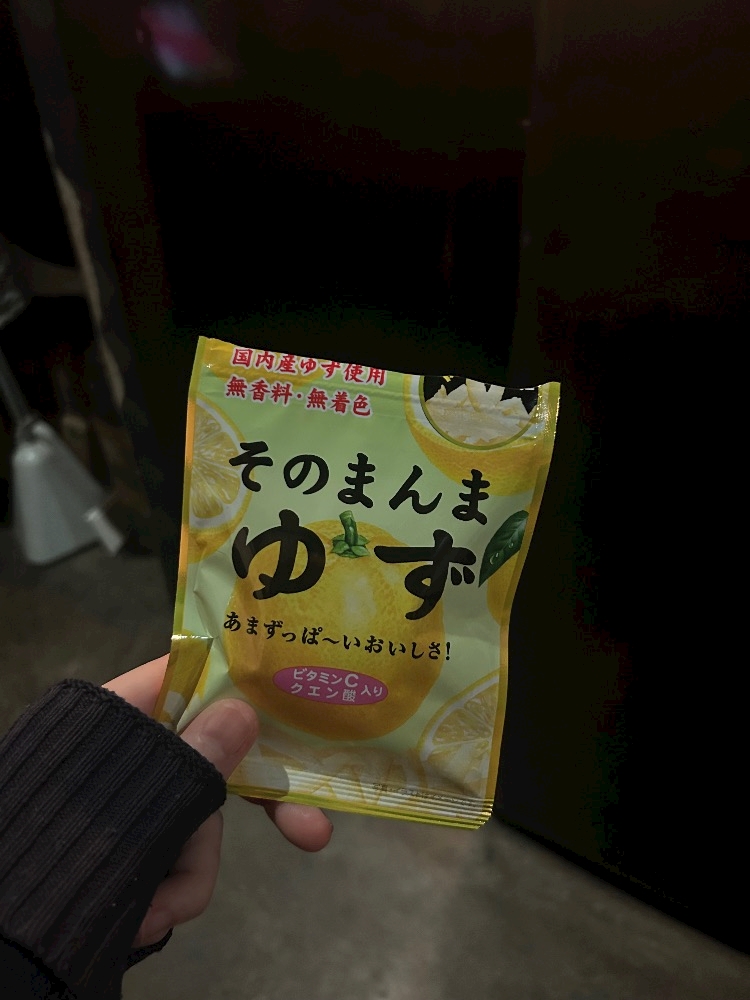 国内産ゆず使用
無香料・無着色
そのまんま
ゆず
あまずっぱ～いおいしさ!
ビタミンC
クエン酸
入り